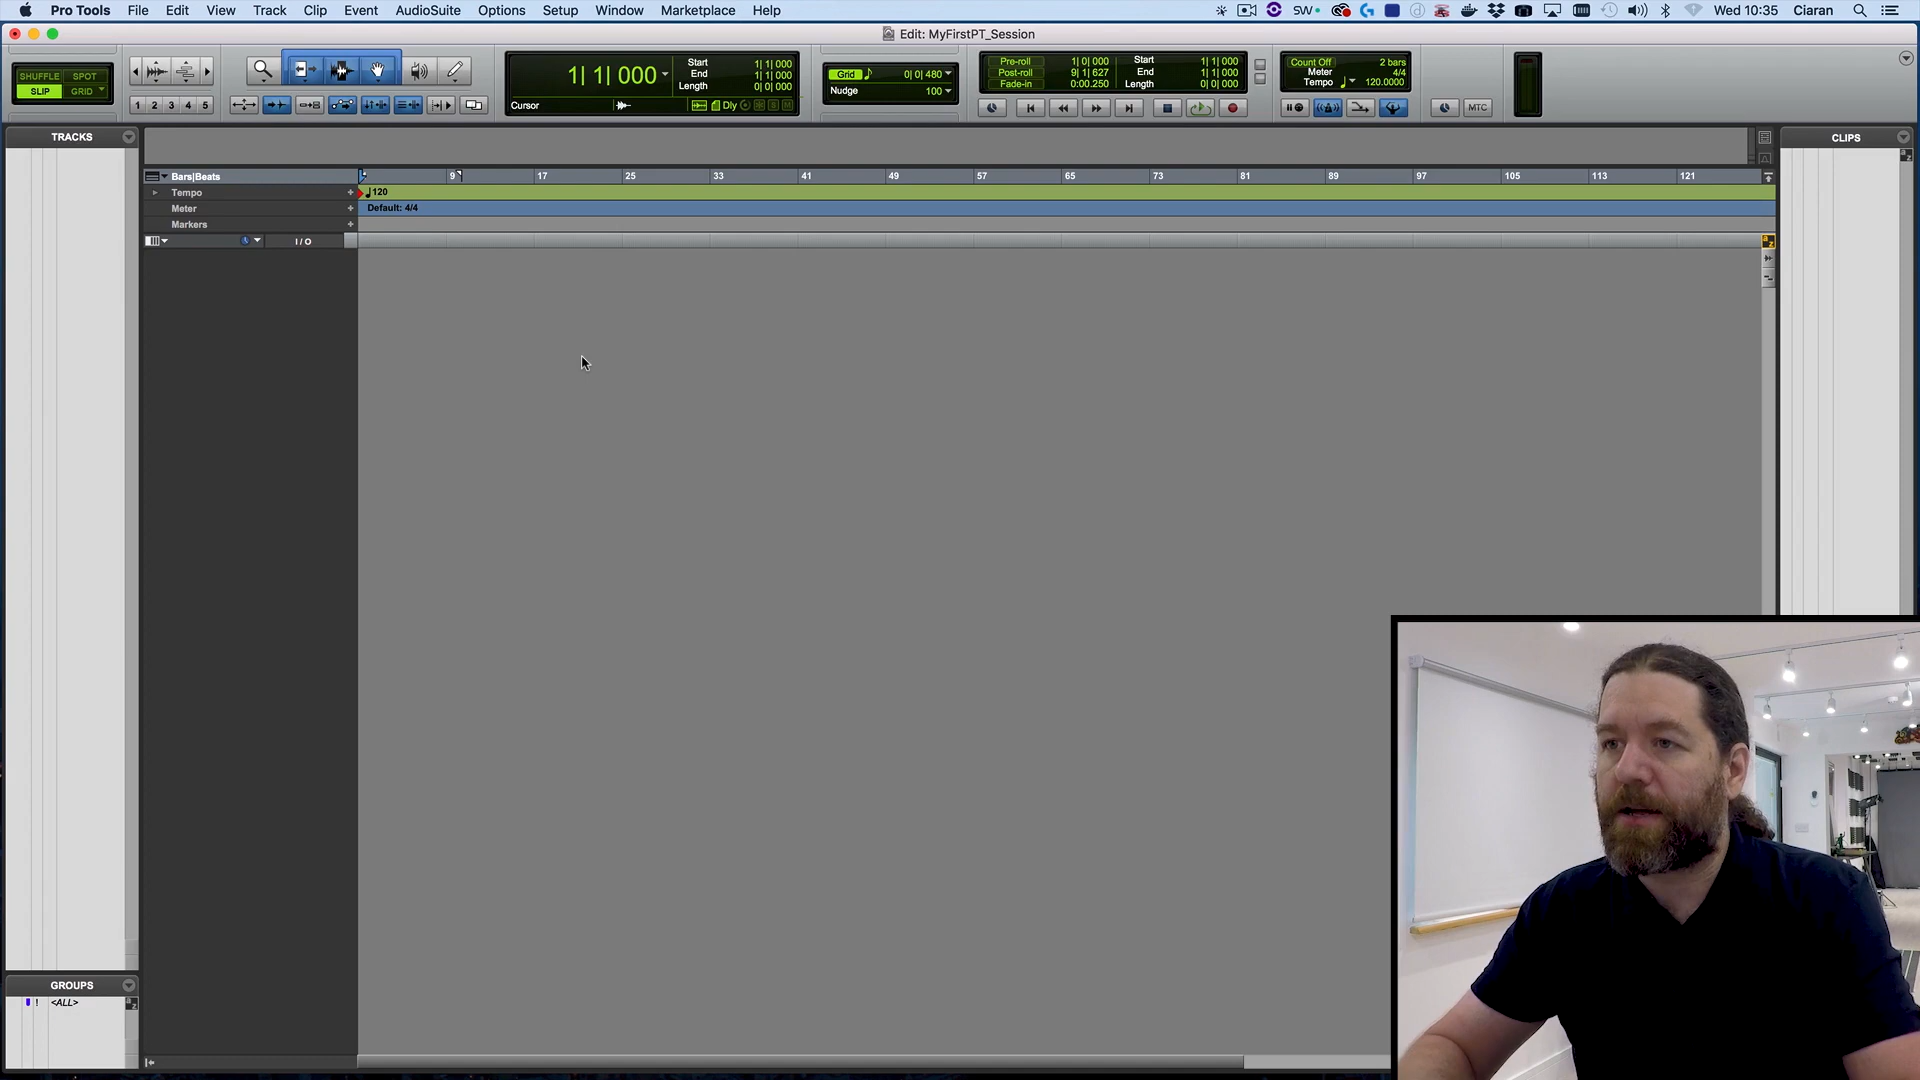 Pro Tools File Edit View Track Clip Event AudioSuite Options Setup Window Marketplace Help SW Wed 10:35 Ciaran
Edit: MyFirstPT_Session
SHUFFLE SPOT
SLIP GRID
1 2 3 4 5
1| 1| 000
Start 1| 1| 000
End 1| 1| 000
Length 0| 0| 000
Cursor Dly S M
Grid 0| 0| 480
Nudge 100
Pre-roll 1| 0| 000
Post-roll 9| 1| 627
Fade-in 0:00.250
Start 1| 1| 000
End 1| 1| 000
Length 0| 0| 000
Count Off 2 bars
Meter 4/4
Tempo 120.0000
MTC
TRACKS
CLIPS
Bars|Beats 9 17 25 33 41 49 57 65 73 81 89 97 105 113 121
Tempo + 120
Meter + Default: 4/4
Markers +
I / O
GROUPS
! <ALL>